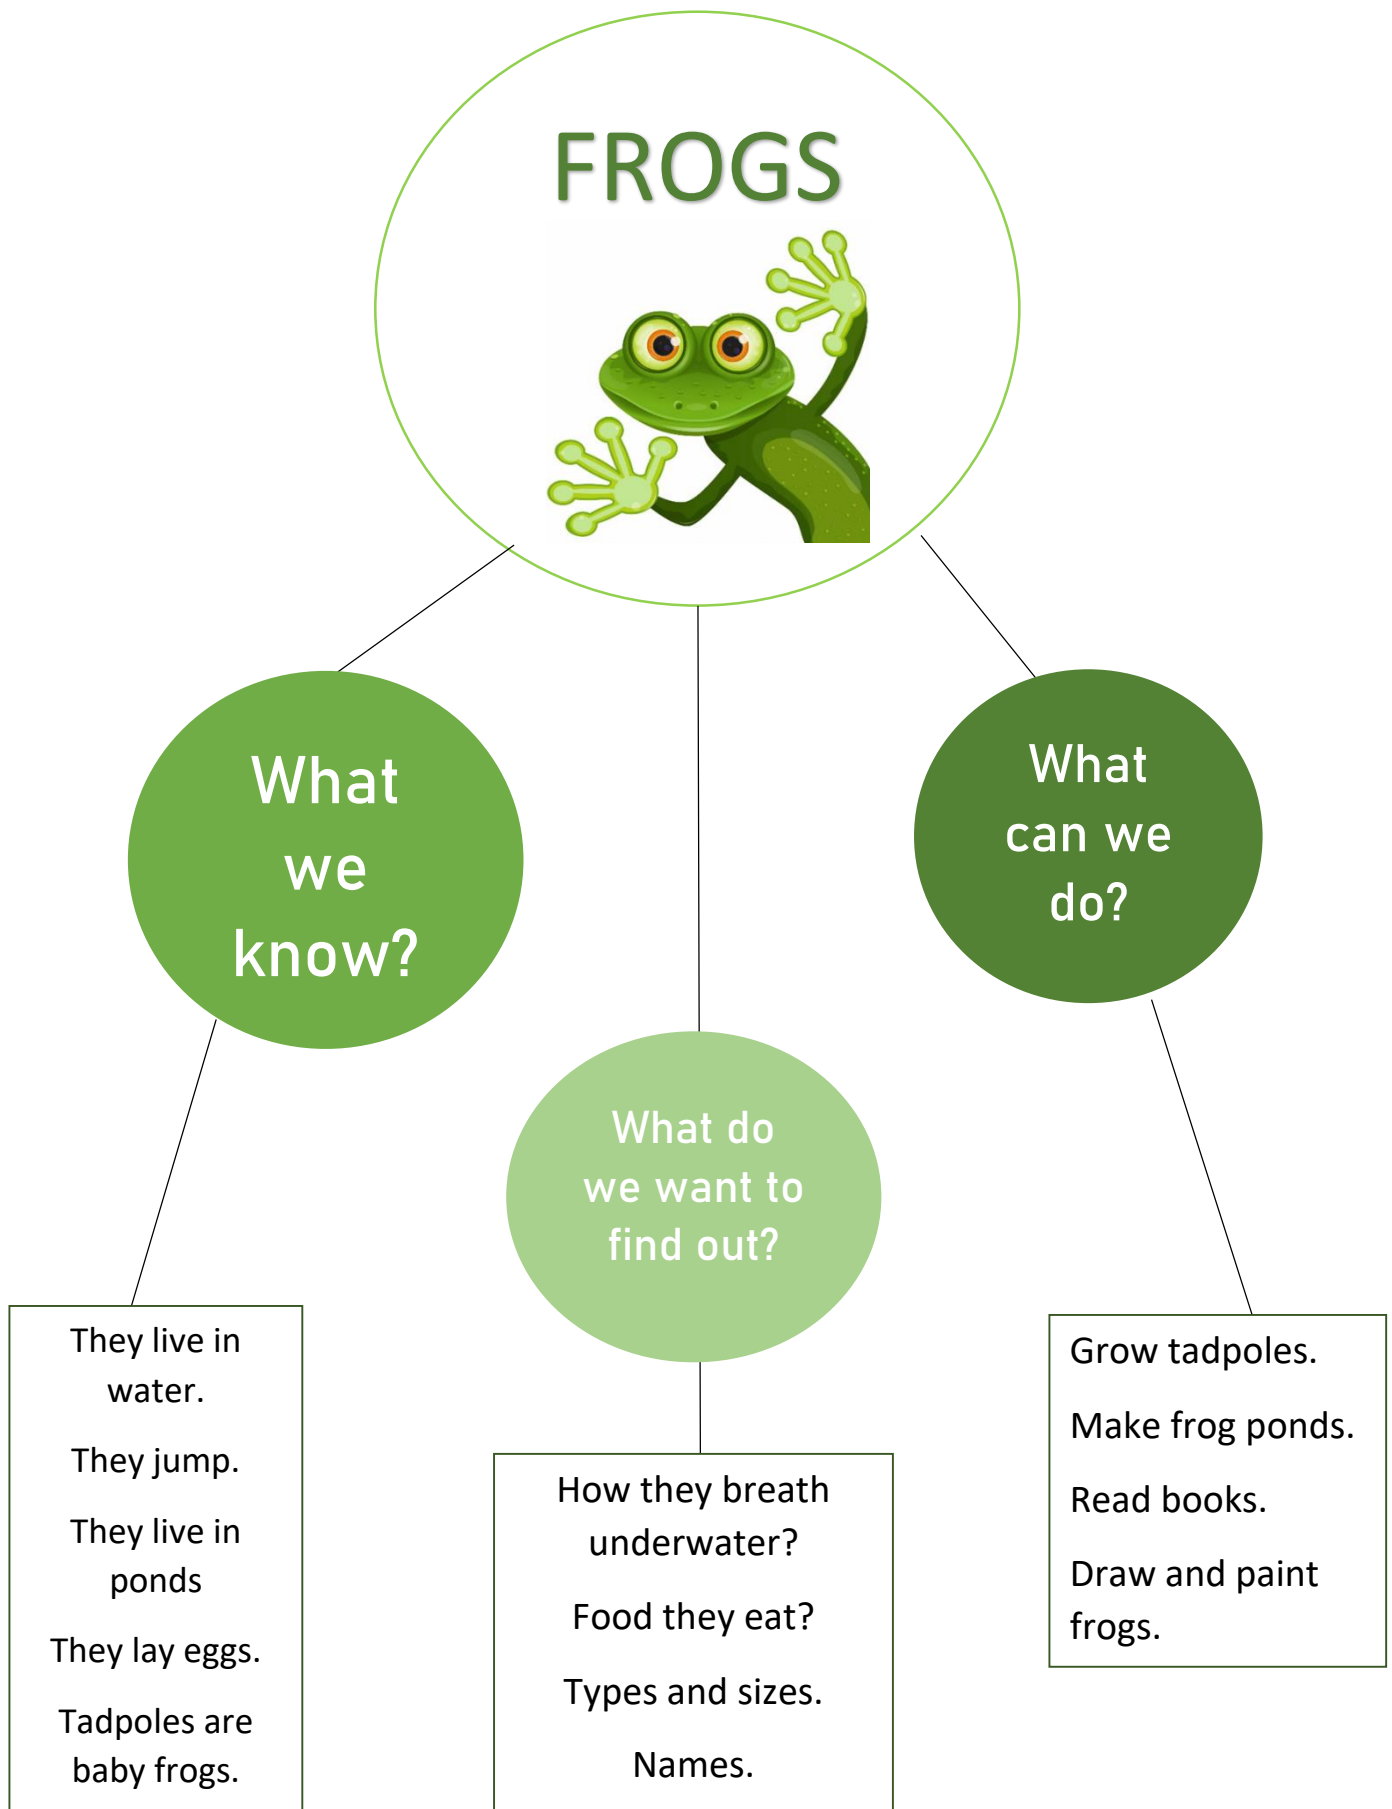 FROGS
What
we
know?
What
can we
do?
What do
we want to
find out?
They live in
water.
They jump.
They live in
ponds
They lay eggs.
Tadpoles are
baby frogs.
How they breath
underwater?
Food they eat?
Types and sizes.
Names.
Grow tadpoles.
Make frog ponds.
Read books.
Draw and paint
frogs.